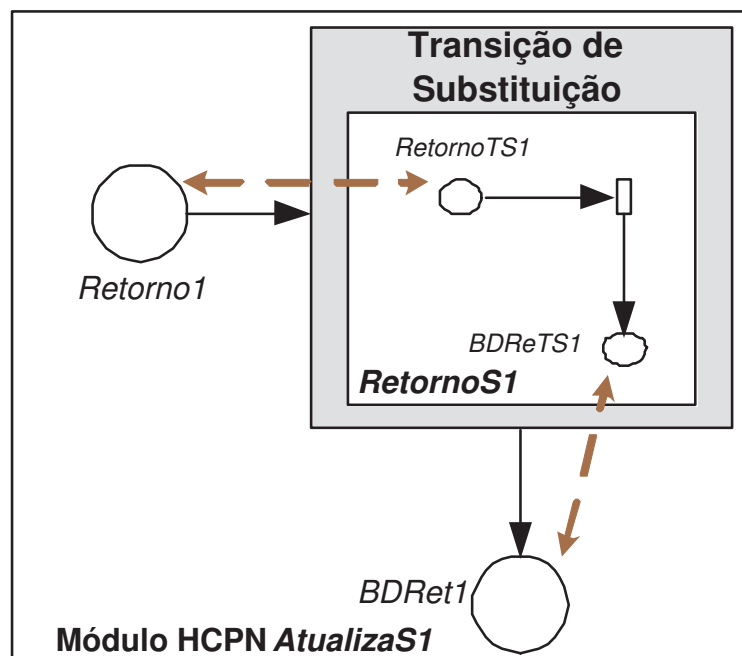 Transição de
Substituição
RetornoTS1
Retorno1
BDReTS1
RetornoS1
BDRet1
Módulo HCPN AtualizaS1